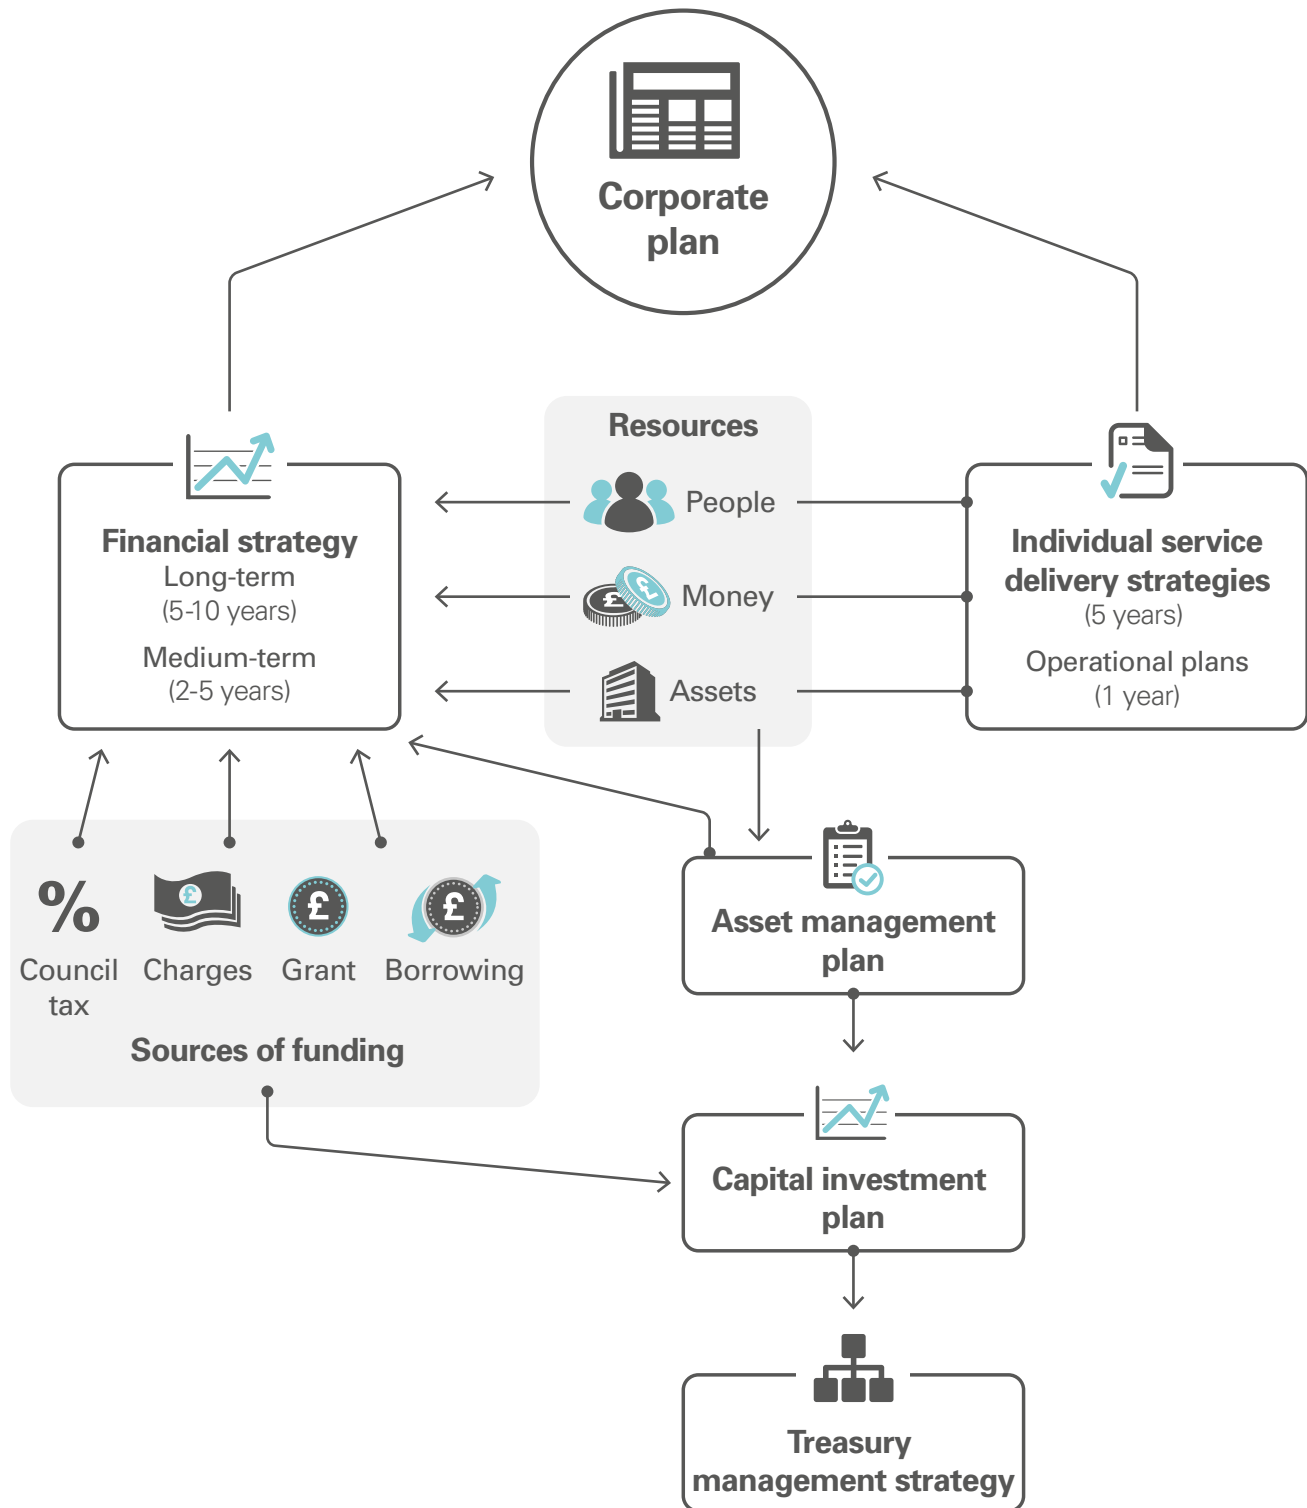 Corporate
plan
Resources
People
Money
Assets
Financial strategy
Long-term
(5-10 years)
Medium-term
(2-5 years)
Individual service
delivery strategies
(5 years)
Operational plans
(1 year)
%
£
£
£
£
£
Council
tax
Charges
Grant
Borrowing
Sources of funding
Asset management
plan
Capital investment
plan
Treasury
management strategy